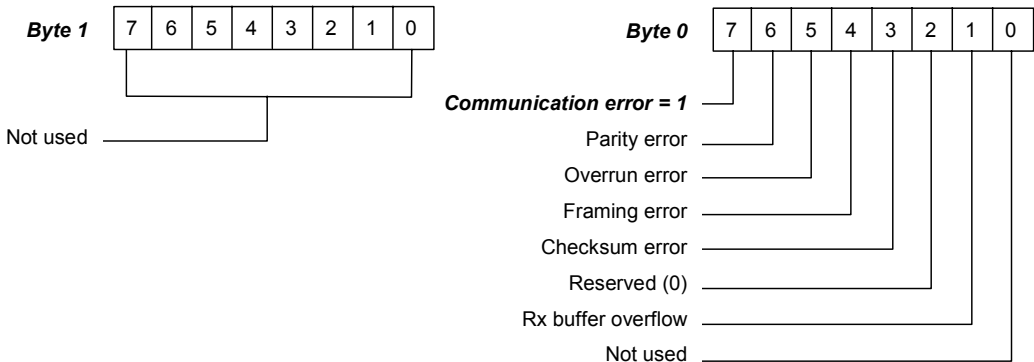 Byte 1 7 6 5 4 3 2 1 0
Not used
Byte 0 7 6 5 4 3 2 1 0
Communication error = 1
Parity error
Overrun error
Framing error
Checksum error
Reserved (0)
Rx buffer overflow
Not used